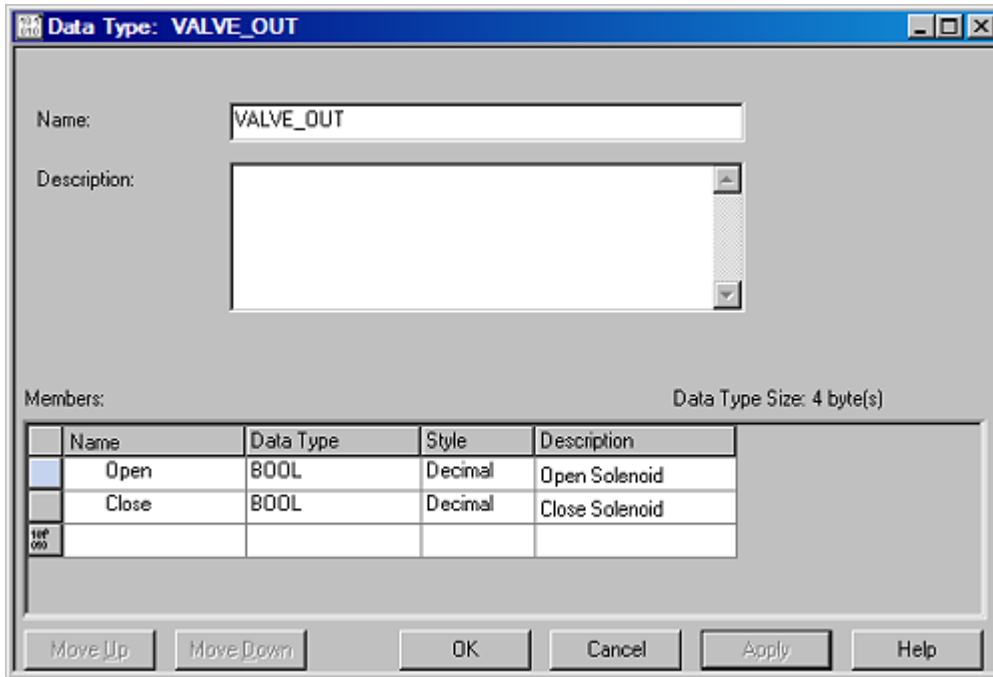 Data Type: VALVE_OUT
Name: VALVE_OUT
Description:
Members: Data Type Size: 4 byte(s)
Name Data Type Style Description
Open BOOL Decimal Open Solenoid
Close BOOL Decimal Close Solenoid
Move Up Move Down OK Cancel Apply Help